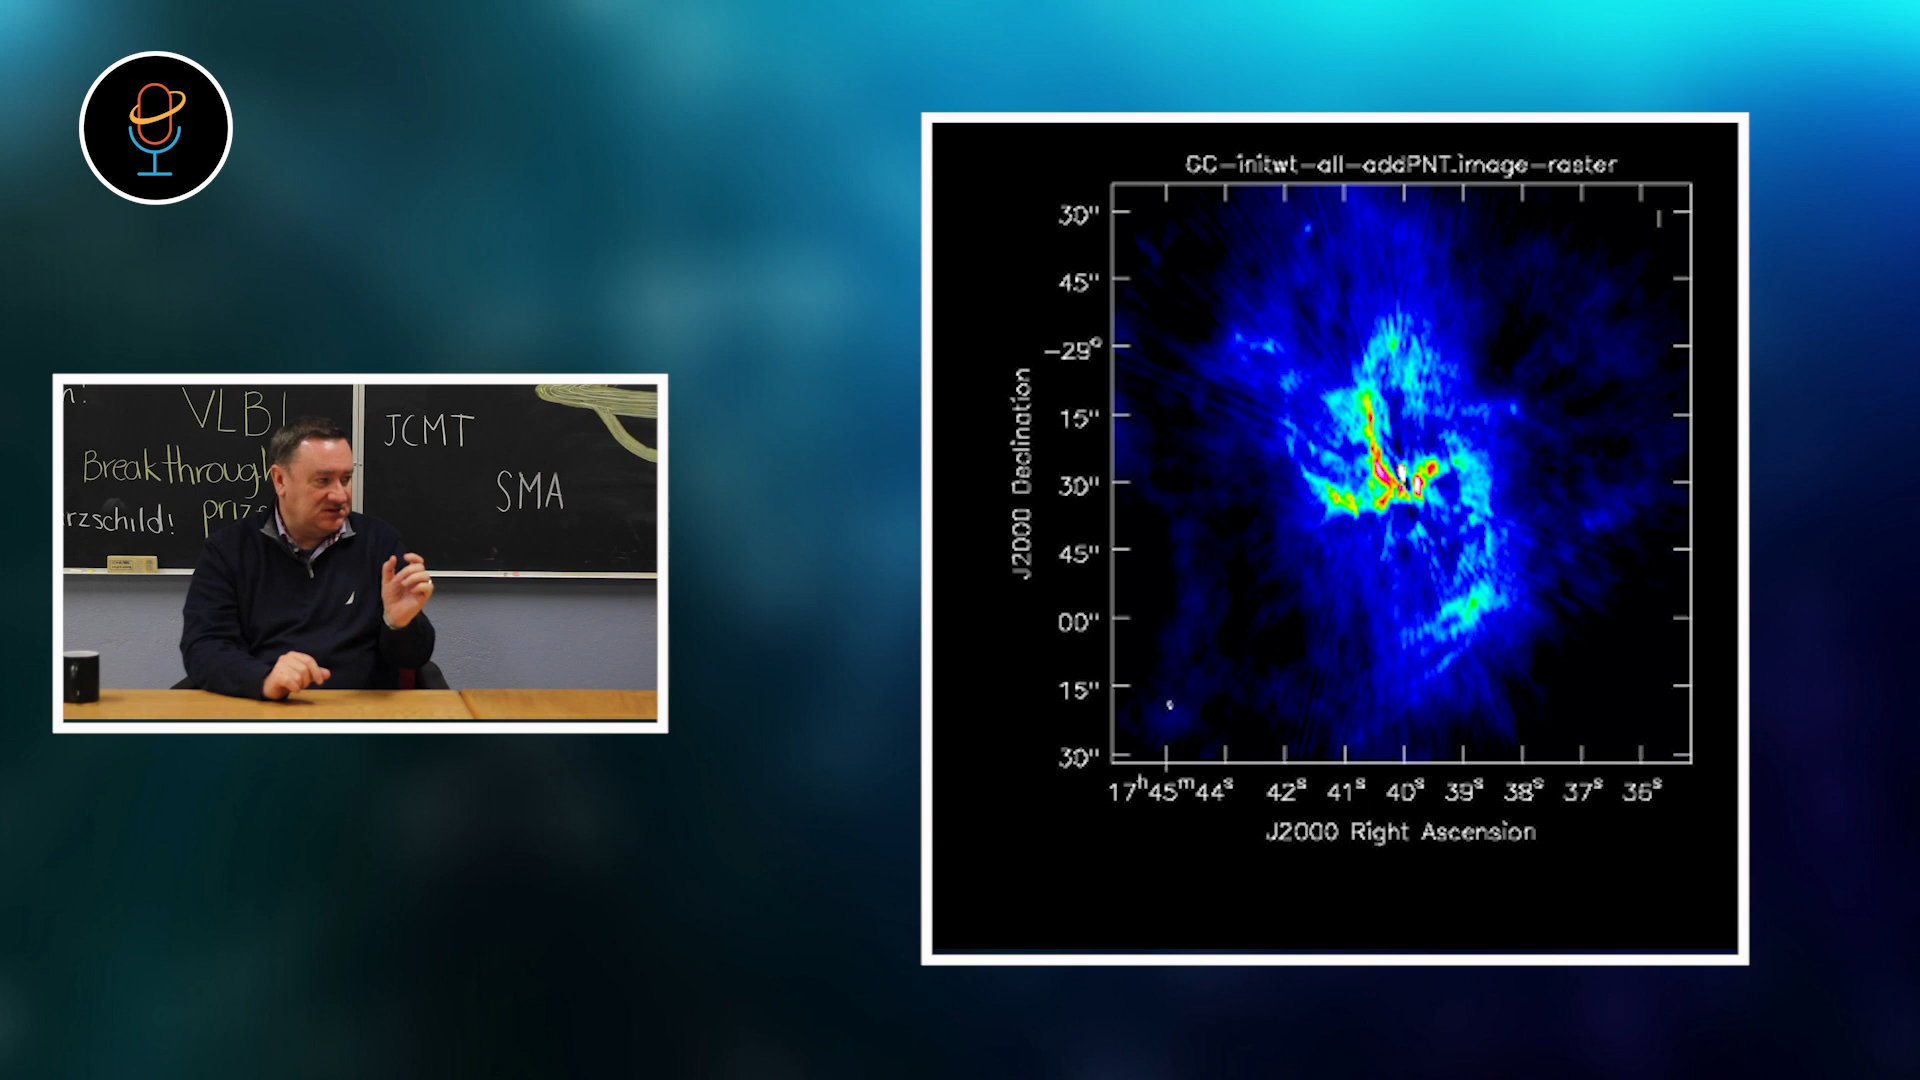 VLBI
Breakthrough
rzschild!
JCMT
SMA
GC-initwt-all-addPNT.image-raster
30"
45"
-29°
15"
30"
45"
00"
15"
30"
J2000 Declination
17h45m44s 42s 41s 40s 39s 38s 37s 36s
J2000 Right Ascension